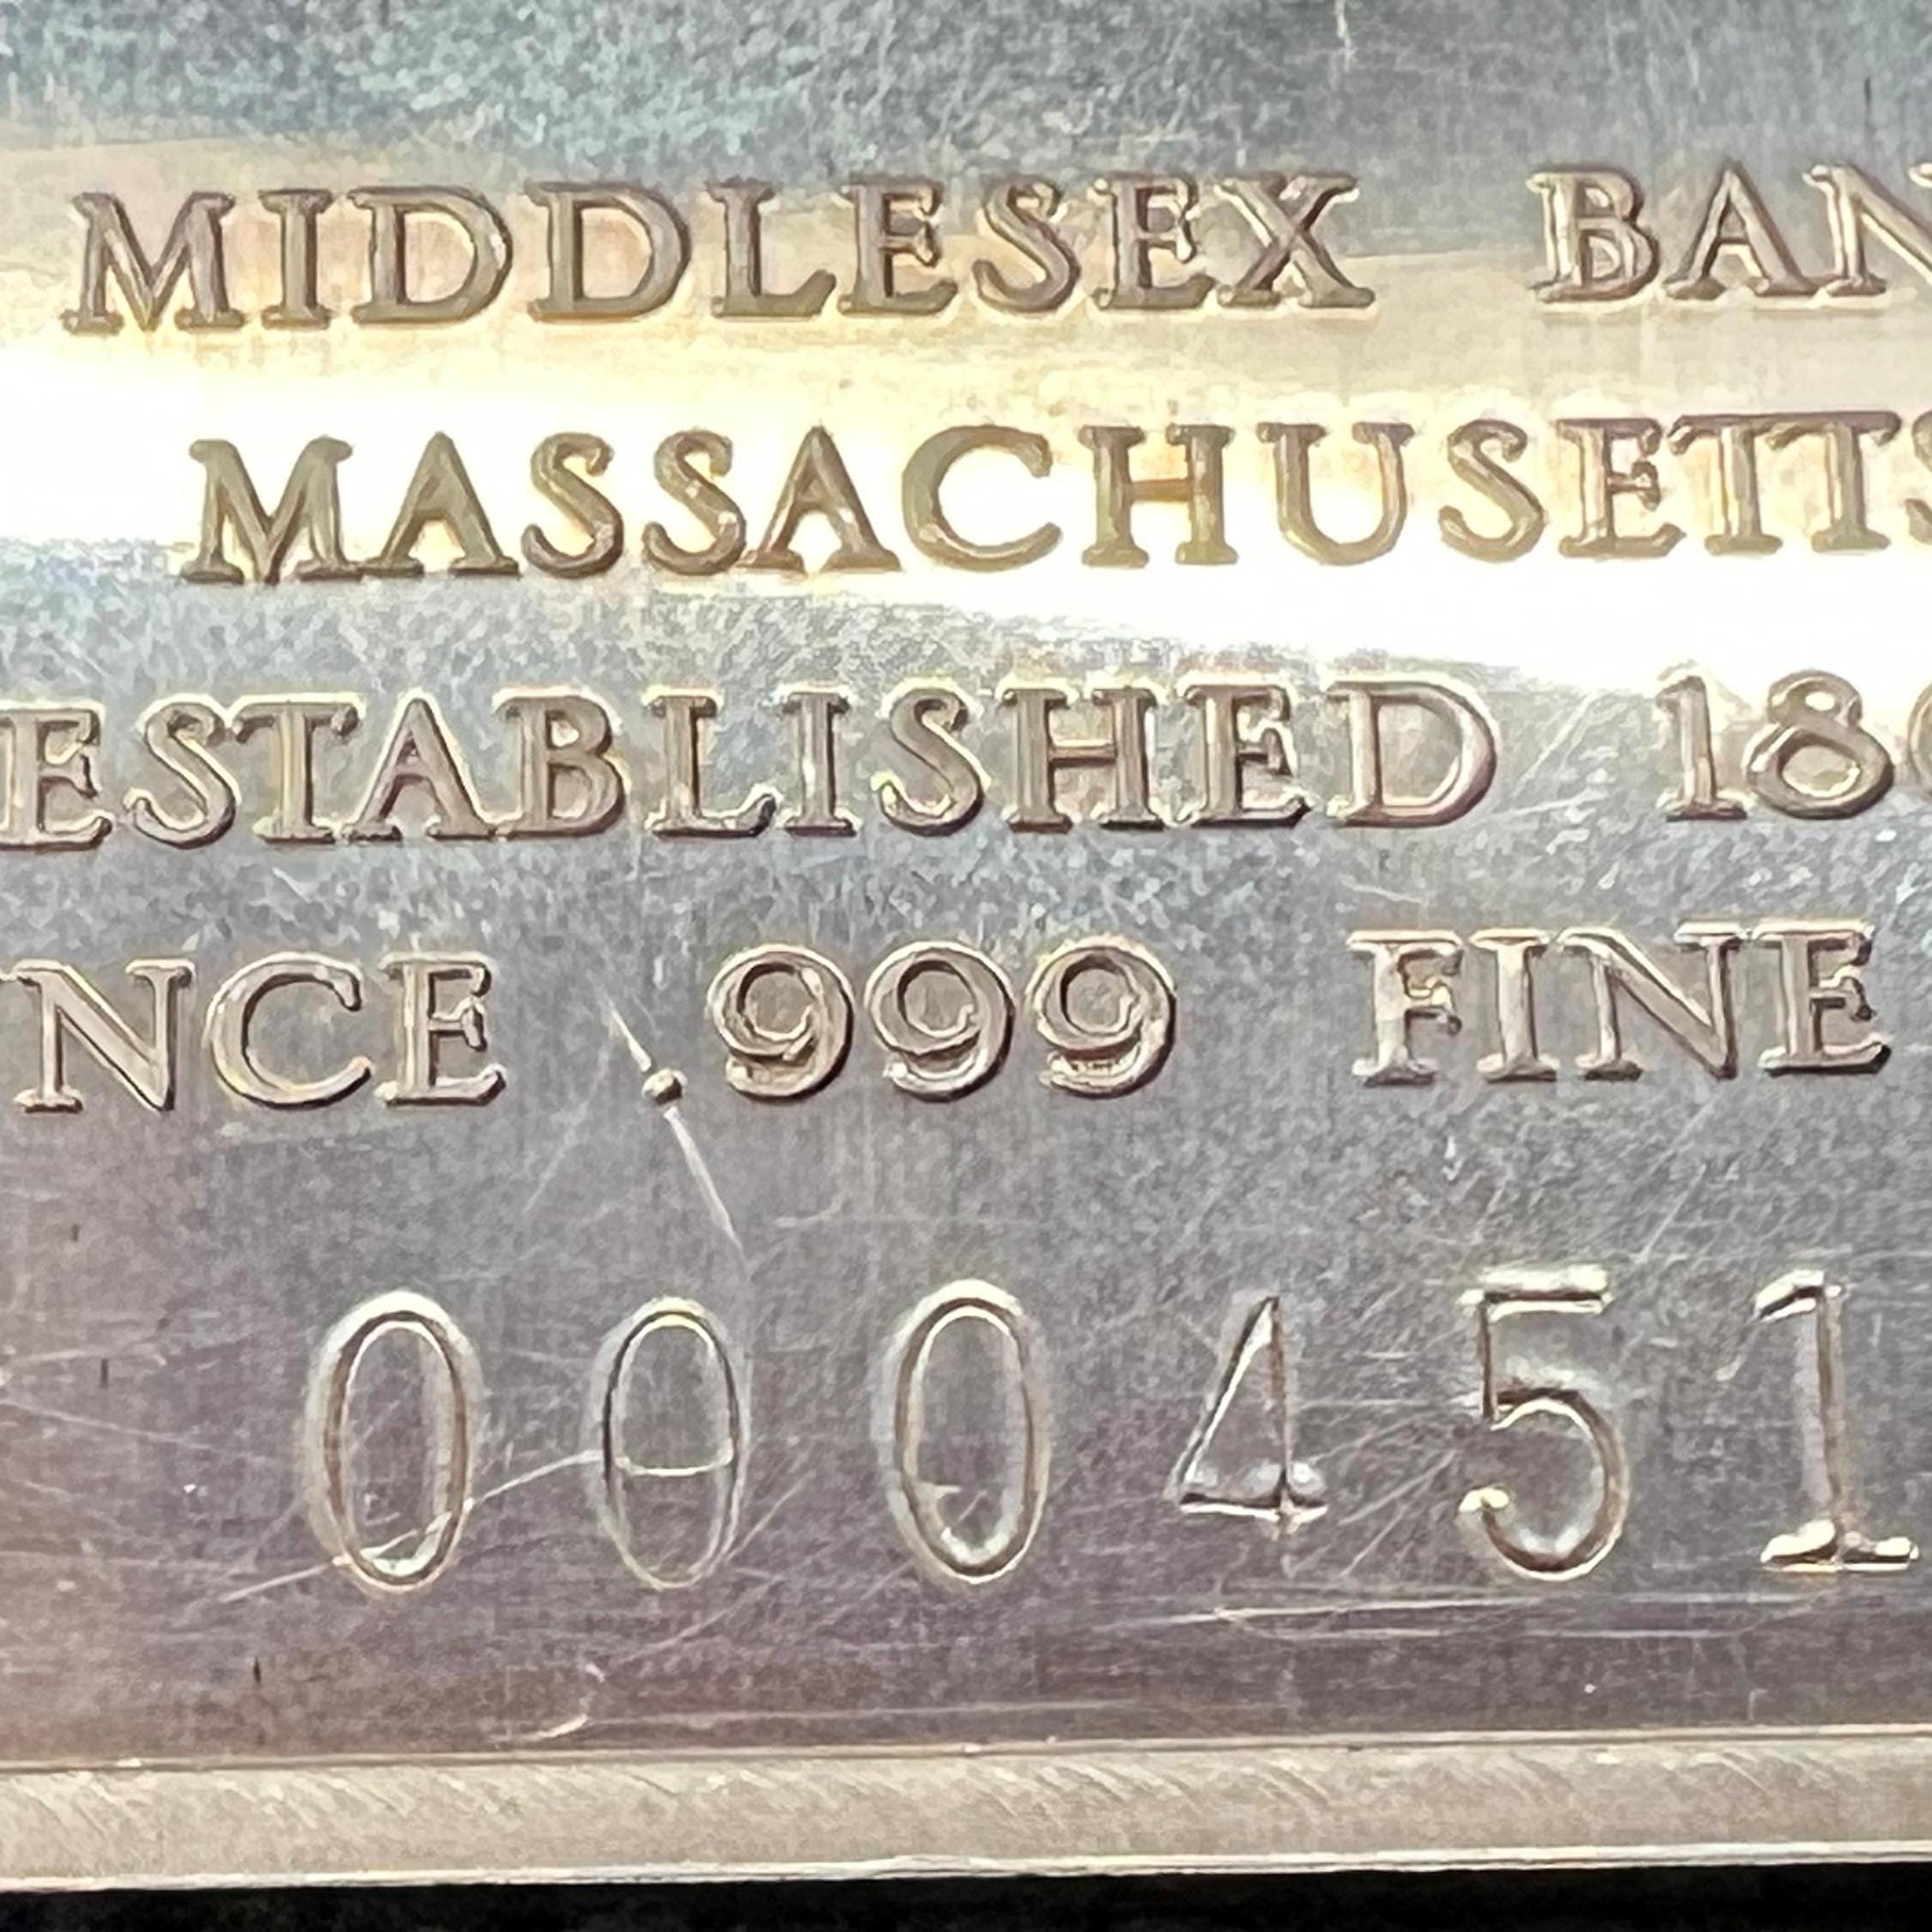 MIDDLESEX BAN
MASSACHUSETTS
ESTABLISHED 18
NCE .999 FINE
000451